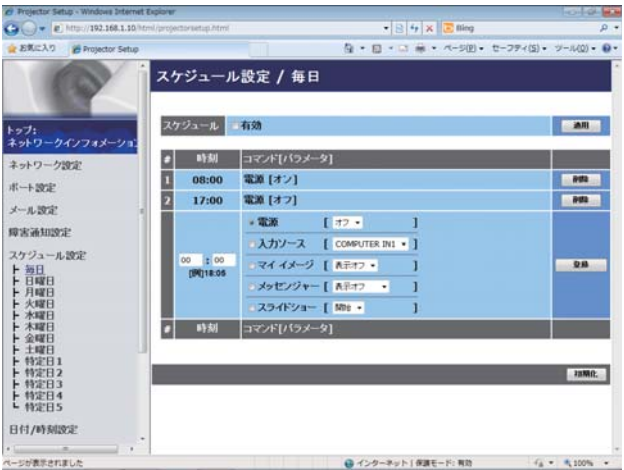 Projector Setup - Windows Internet Explorer
http://192.168.1.10/html/projectorsetup.html
Bing
お気に入り
Projector Setup
ページ(P)
セーフティ(S)
ツール(O)
スケジュール設定 / 毎日
トップ:
ネットワークインフォメーション
ネットワーク設定
ポート設定
メール設定
障害通知設定
スケジュール設定
毎日
日曜日
月曜日
火曜日
水曜日
木曜日
金曜日
土曜日
特定日1
特定日2
特定日3
特定日4
特定日5
日付/時刻設定
スケジュール 有効 適用
# 時刻 コマンド[パラメータ]
1 08:00 電源 [オン] 削除
2 17:00 電源 [オフ] 削除
00 : 00
[例]18:05
電源 [ オフ ]
入力ソース [ COMPUTER IN1 ]
マイ イメージ [ 表示オフ ]
メッセンジャー [ 表示オフ ]
スライドショー [ 開始 ]
登録
# 時刻 コマンド[パラメータ]
初期化
ページが表示されました
インターネット | 保護モード: 有効
100%